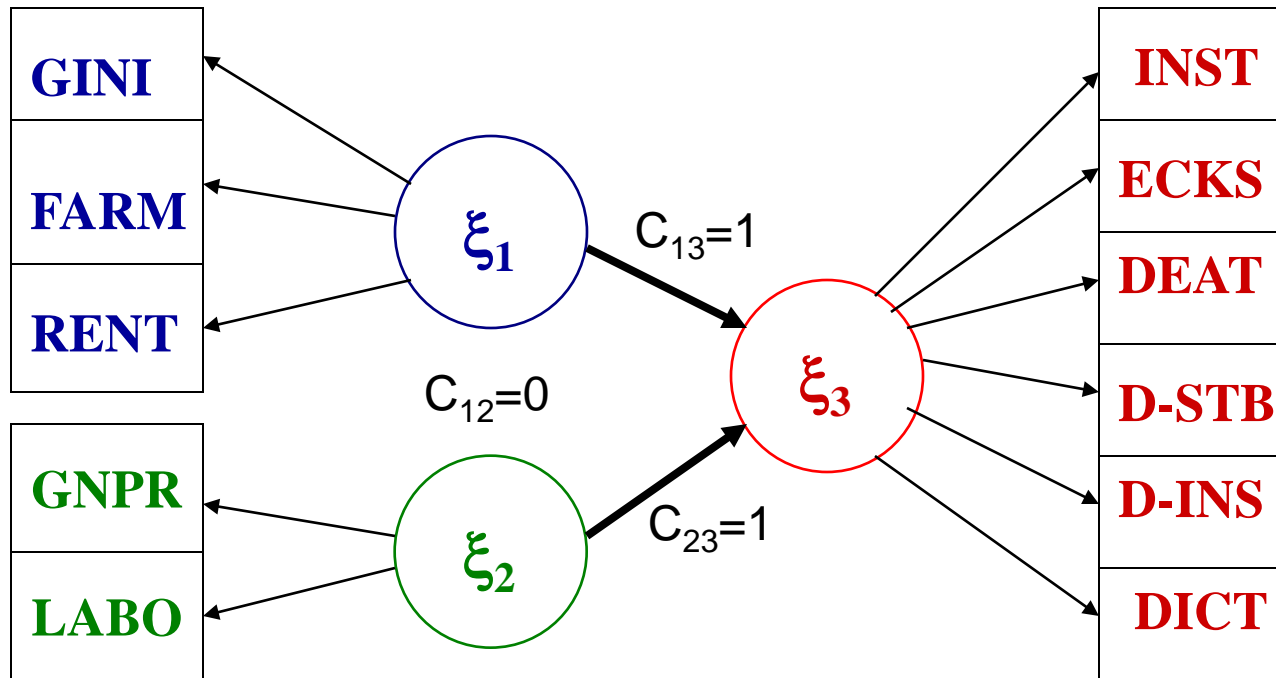 GINI
FARM
RENT
GNPR
LABO
ξ₁
C₁₃=1
C₁₂=0
ξ₂
C₂₃=1
ξ₃
INST
ECKS
DEAT
D-STB
D-INS
DICT